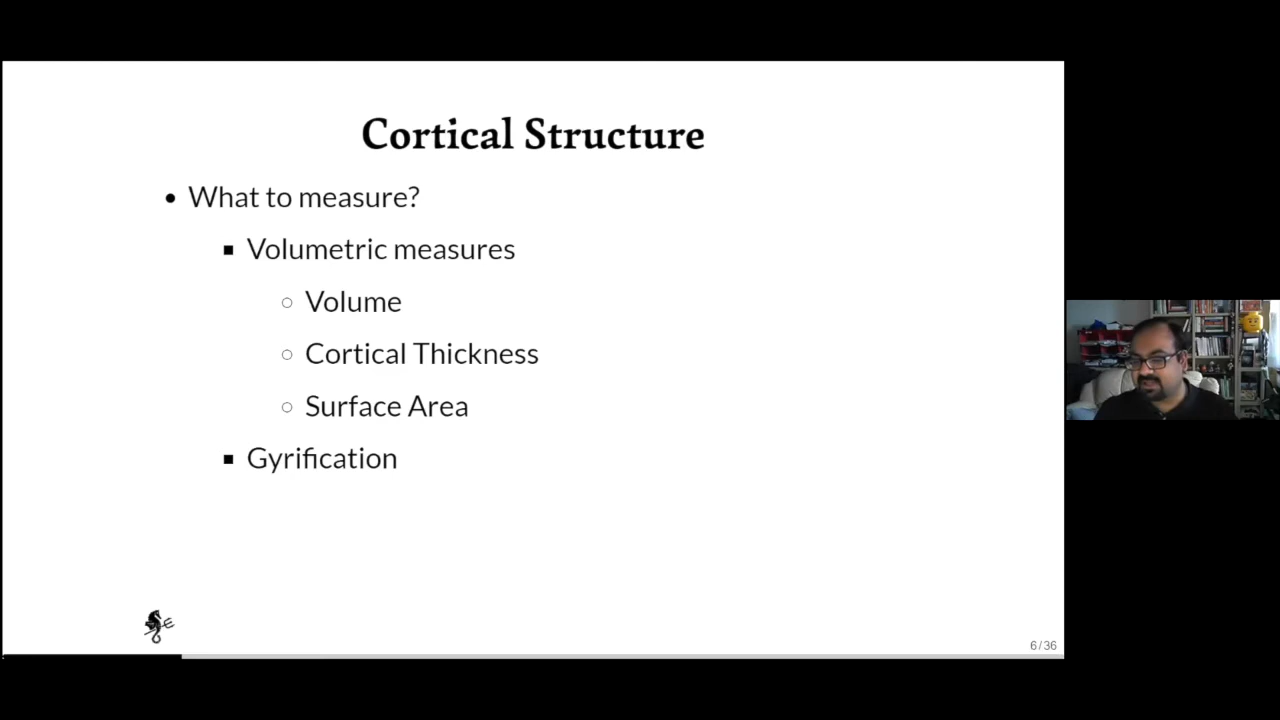 Cortical Structure
What to measure?
Volumetric measures
Volume
Cortical Thickness
Surface Area
Gyrification
6/36